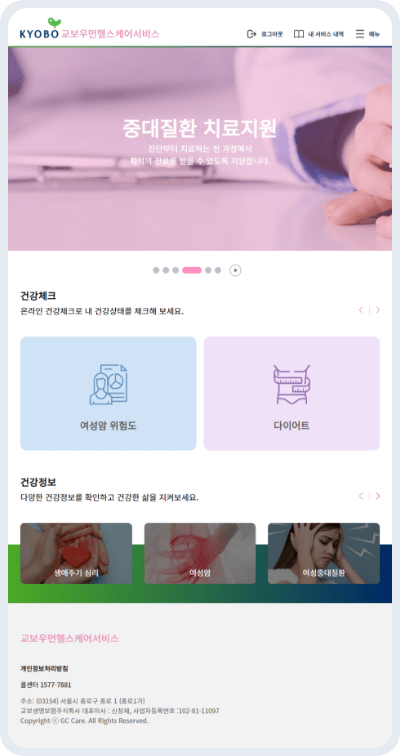 KYOBO 교보우먼헬스케어서비스
로그아웃 내 서비스 내역 메뉴
중대질환 치료지원
진단부터 치료하는 전 과정에서
최적의 진료를 받을 수 있도록 지원합니다.
건강체크
온라인 건강체크로 내 건강상태를 체크해 보세요.
여성암 위험도
다이어트
건강정보
다양한 건강정보를 확인하고 건강한 삶을 지켜보세요.
생애주기 심리
여성암
여성중대질환
교보우먼헬스케어서비스
개인정보처리방침
콜센터 1577-7881
주소: (03154) 서울시 종로구 종로 1 (종로1가)
교보생명보험주식회사 대표이사 : 신창재, 사업자등록번호 :102-81-11097
Copyright ⓒ GC Care. All Rights Reserved.